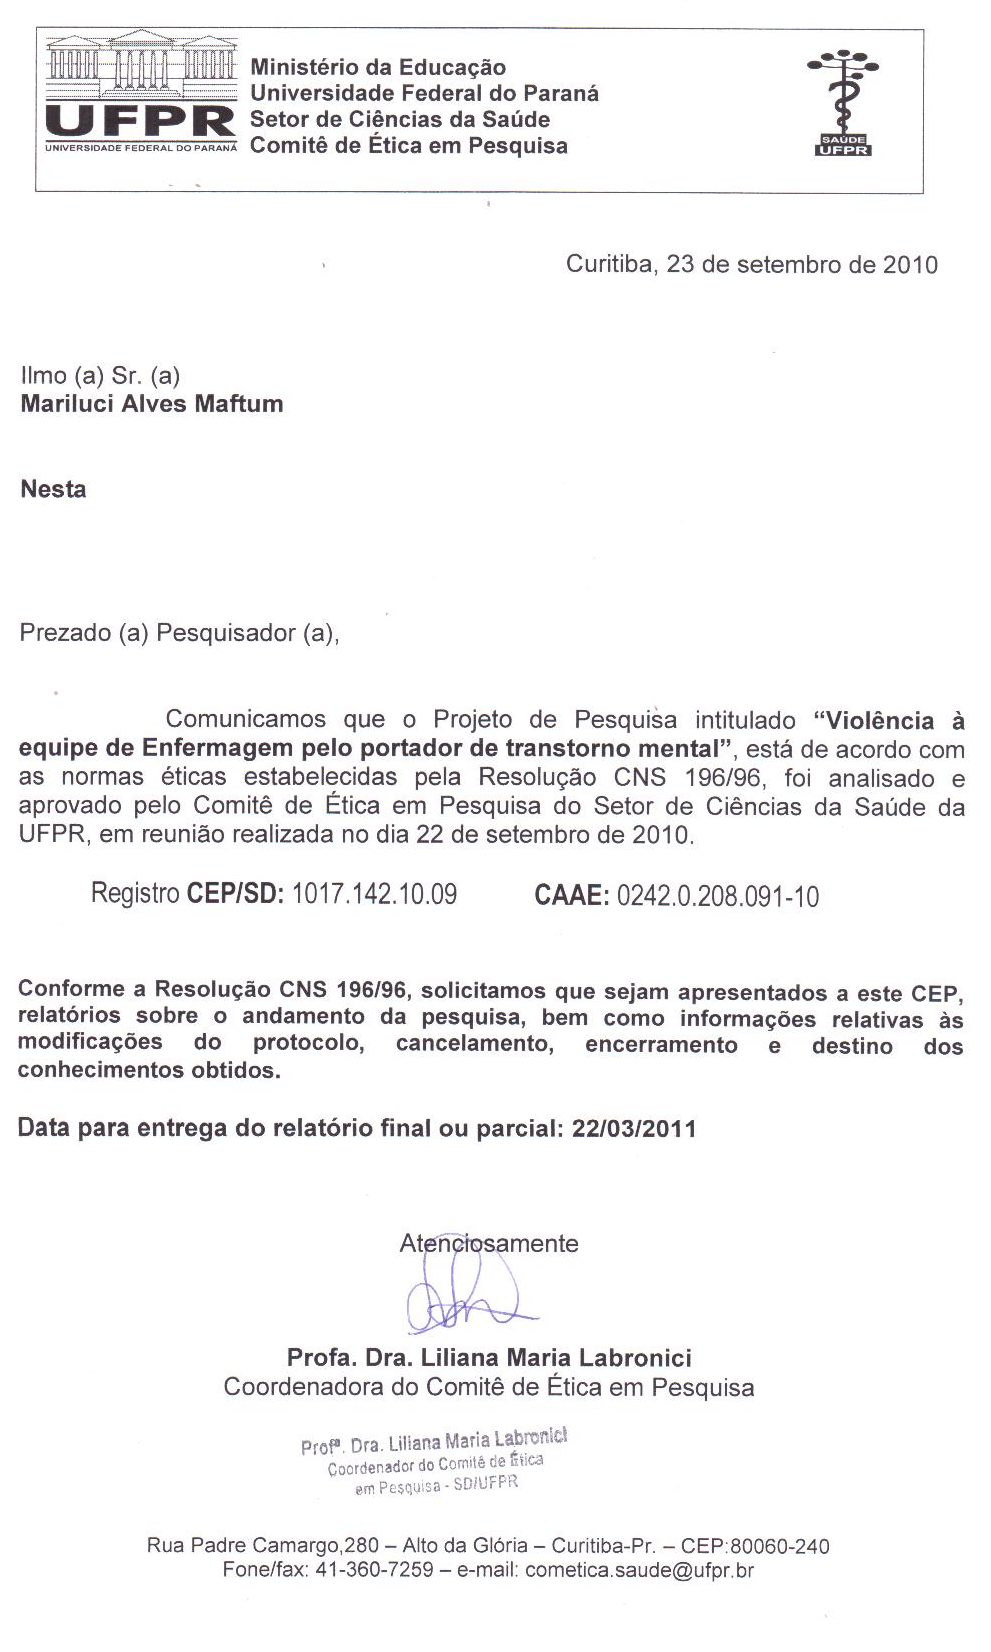 Ministério da Educação
Universidade Federal do Paraná
Setor de Ciências da Saúde
Comitê de Ética em Pesquisa
UFPR
UNIVERSIDADE FEDERAL DO PARANÁ
SAÚDE
UFPR
Curitiba, 23 de setembro de 2010
Ilmo (a) Sr. (a)
Mariluci Alves Maftum
Nesta
Prezado (a) Pesquisador (a),
Comunicamos que o Projeto de Pesquisa intitulado “Violência à
equipe de Enfermagem pelo portador de transtorno mental”, está de acordo com
as normas éticas estabelecidas pela Resolução CNS 196/96, foi analisado e
aprovado pelo Comitê de Ética em Pesquisa do Setor de Ciências da Saúde da
UFPR, em reunião realizada no dia 22 de setembro de 2010.
Registro CEP/SD: 1017.142.10.09 CAAE: 0242.0.208.091-10
Conforme a Resolução CNS 196/96, solicitamos que sejam apresentados a este CEP,
relatórios sobre o andamento da pesquisa, bem como informações relativas às
modificações do protocolo, cancelamento, encerramento e destino dos
conhecimentos obtidos.
Data para entrega do relatório final ou parcial: 22/03/2011
Atenciosamente
Profa. Dra. Liliana Maria Labronici
Coordenadora do Comitê de Ética em Pesquisa
Profª. Dra. Liliana Maria Labronici
Coordenador do Comitê de Ética
em Pesquisa - SD/UFPR
Rua Padre Camargo,280 – Alto da Glória – Curitiba-Pr. – CEP:80060-240
Fone/fax: 41-360-7259 – e-mail: cometica.saude@ufpr.br